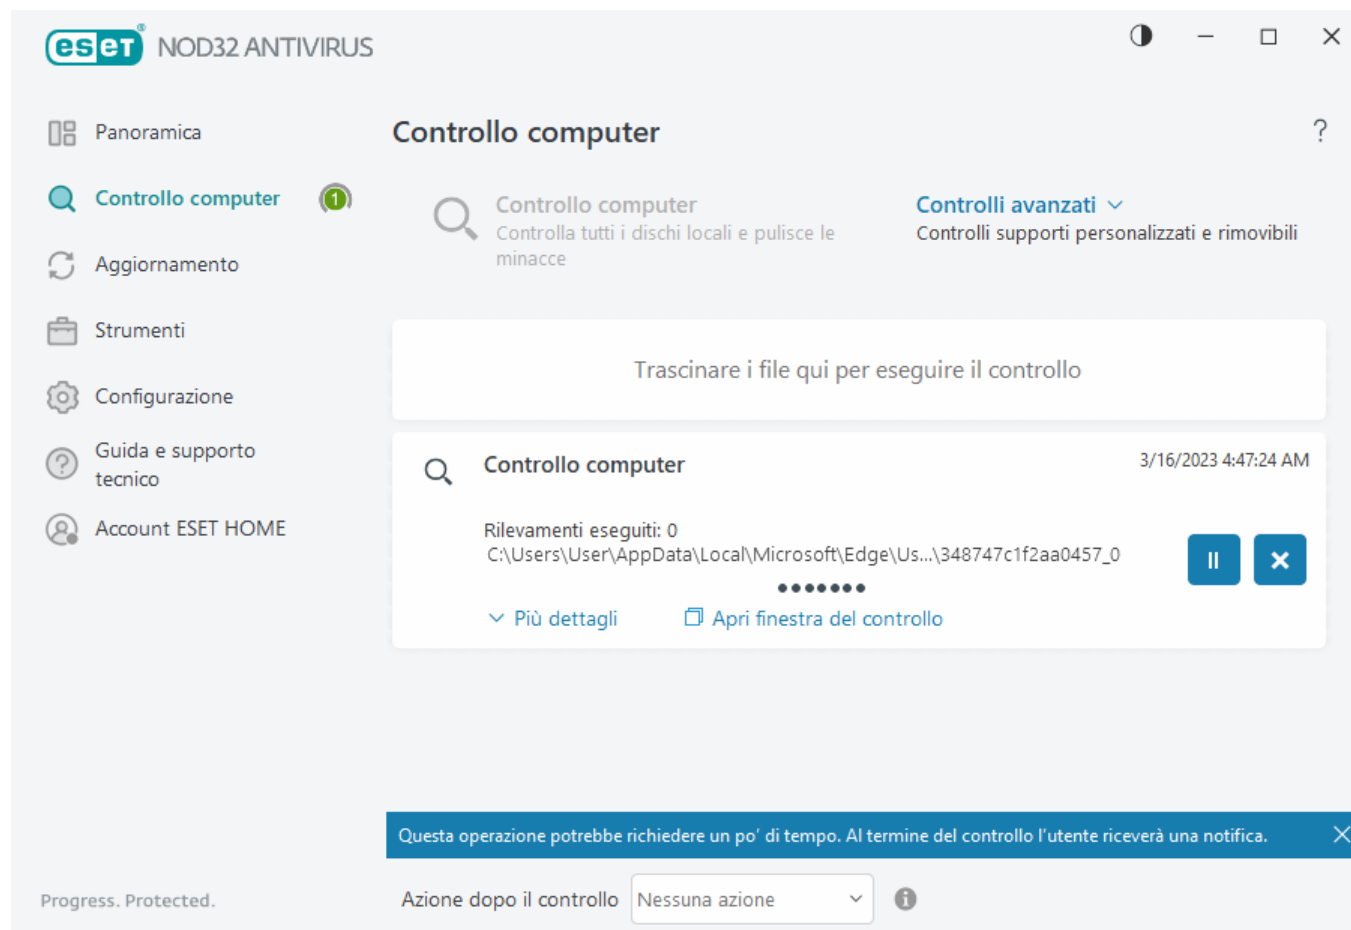 eset® NOD32 ANTIVIRUS
Panoramica
Controllo computer 1
Aggiornamento
Strumenti
Configurazione
Guida e supporto
tecnico
Account ESET HOME
Progress. Protected.
Controllo computer ?
Controllo computer
Controlla tutti i dischi locali e pulisce le
minacce
Controlli avanzati
Controlli supporti personalizzati e rimovibili
Trascinare i file qui per eseguire il controllo
Controllo computer 3/16/2023 4:47:24 AM
Rilevamenti eseguiti: 0
C:\Users\User\AppData\Local\Microsoft\Edge\Us...\348747c1f2aa0457_0
Più dettagli Apri finestra del controllo
Questa operazione potrebbe richiedere un po' di tempo. Al termine del controllo l'utente riceverà una notifica.
Azione dopo il controllo Nessuna azione